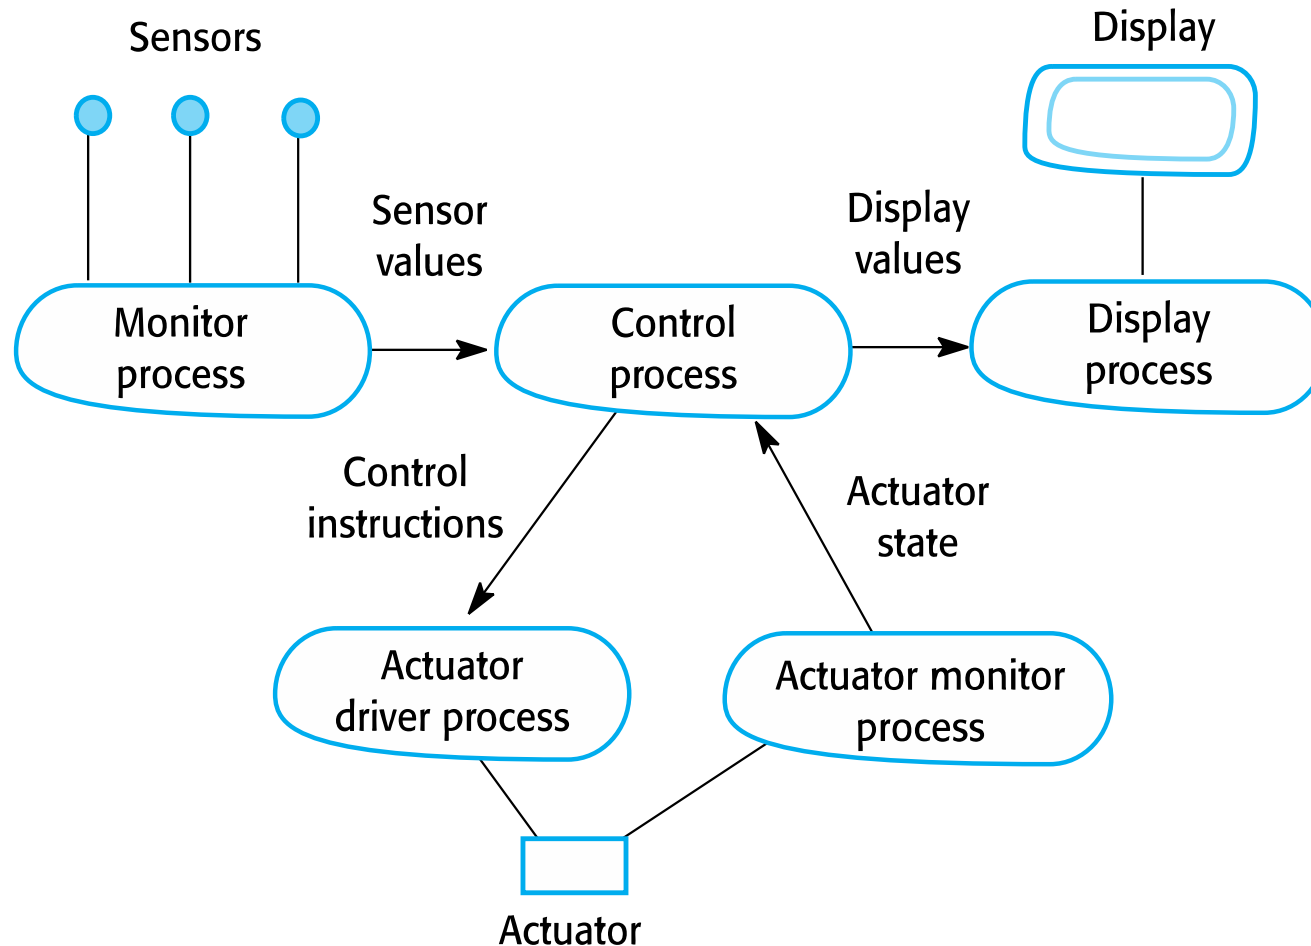 Sensors
Display
Sensor
values
Display
values
Monitor
process
Control
process
Display
process
Control
instructions
Actuator
state
Actuator
driver process
Actuator monitor
process
Actuator